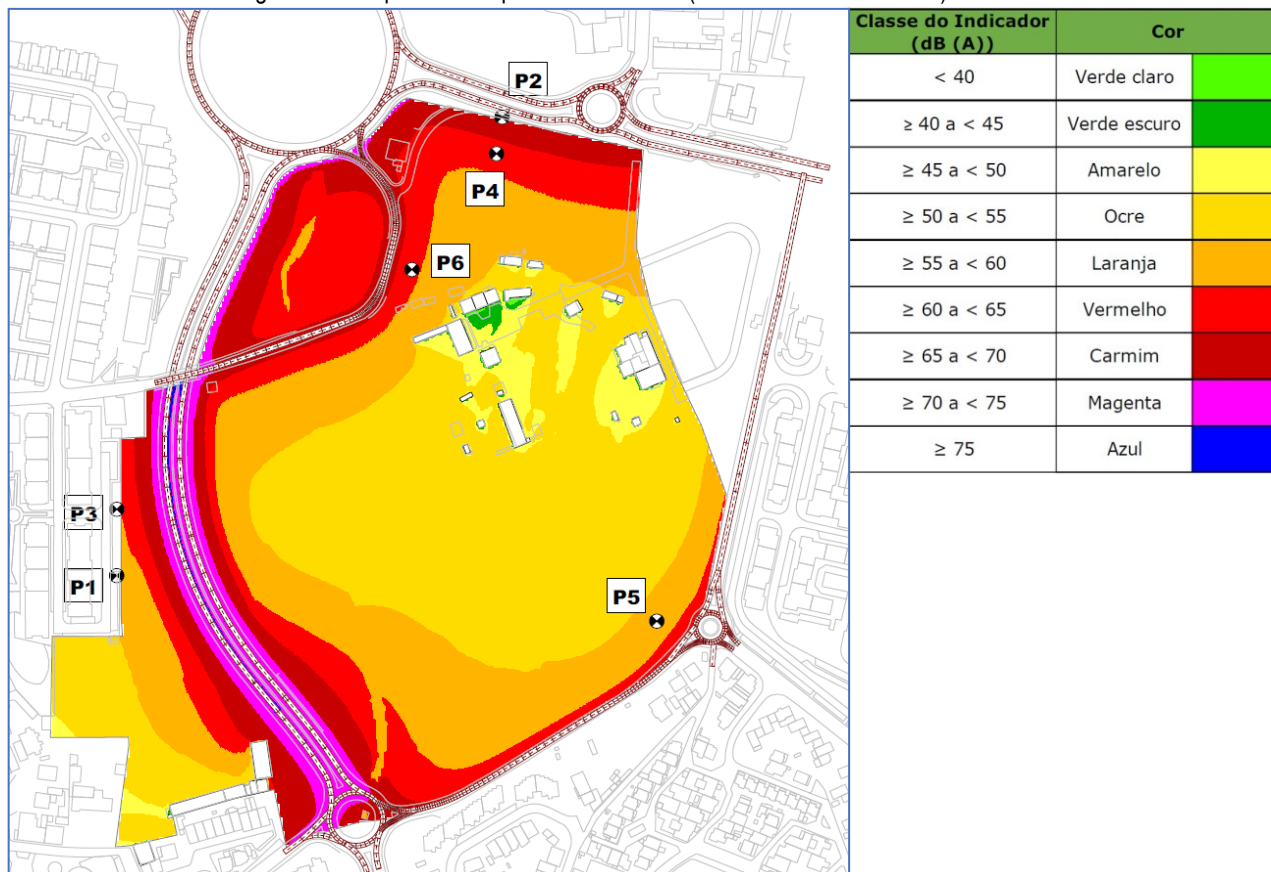 P2
P4
P6
P3
P1
P5
Classe do Indicador (dB (A)) Cor
< 40 Verde claro
≥ 40 a < 45 Verde escuro
≥ 45 a < 50 Amarelo
≥ 50 a < 55 Ocre
≥ 55 a < 60 Laranja
≥ 60 a < 65 Vermelho
≥ 65 a < 70 Carmim
≥ 70 a < 75 Magenta
≥ 75 Azul